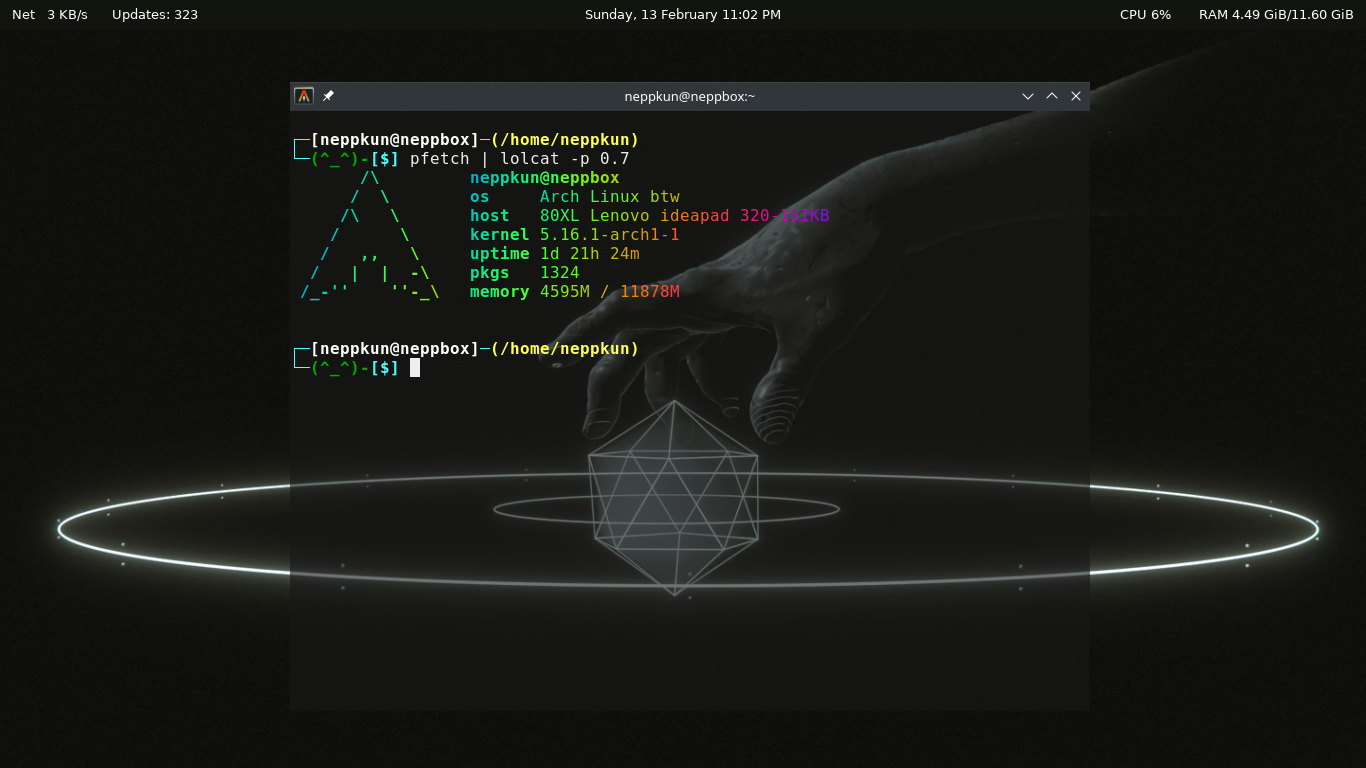 Net 3 KB/s Updates: 323 Sunday, 13 February 11:02 PM CPU 6% RAM 4.49 GiB/11.60 GiB
neppkun@neppbox:~
┌─[neppkun@neppbox]─(/home/neppkun)
└─(^_^)-[$] pfetch | lolcat -p 0.7
neppkun@neppbox
os Arch Linux btw
host 80XL Lenovo ideapad 320-15IKB
kernel 5.16.1-arch1-1
uptime 1d 21h 24m
pkgs 1324
memory 4595M / 11878M
┌─[neppkun@neppbox]─(/home/neppkun)
└─(^_^)-[$]